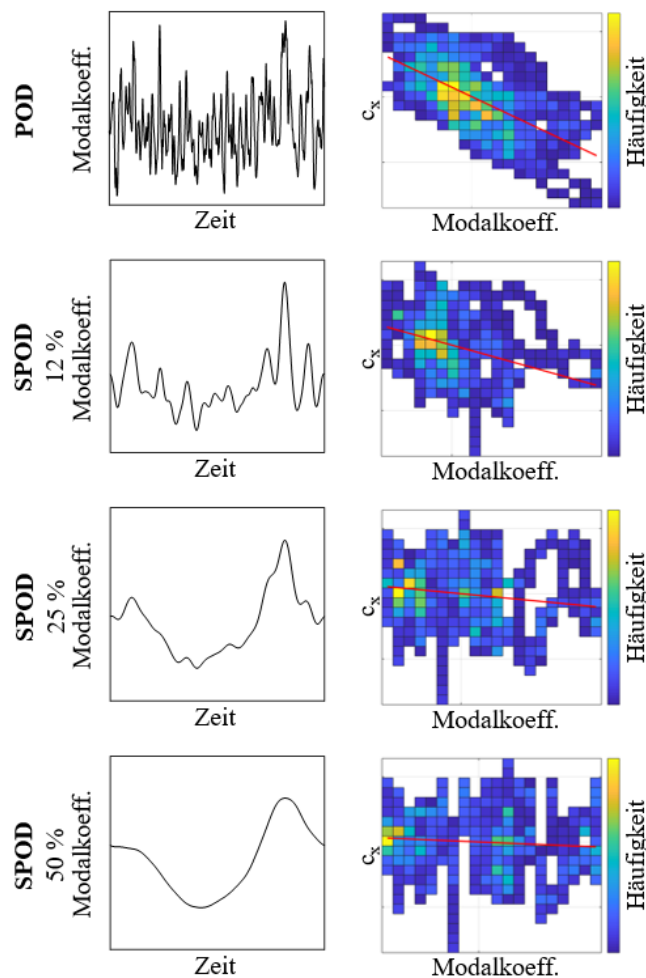 POD
Modalkoeff.
Zeit
c_x
Modalkoeff.
Häufigkeit
SPOD
12 %
Modalkoeff.
Zeit
c_x
Modalkoeff.
Häufigkeit
SPOD
25 %
Modalkoeff.
Zeit
c_x
Modalkoeff.
Häufigkeit
SPOD
50 %
Modalkoeff.
Zeit
c_x
Modalkoeff.
Häufigkeit